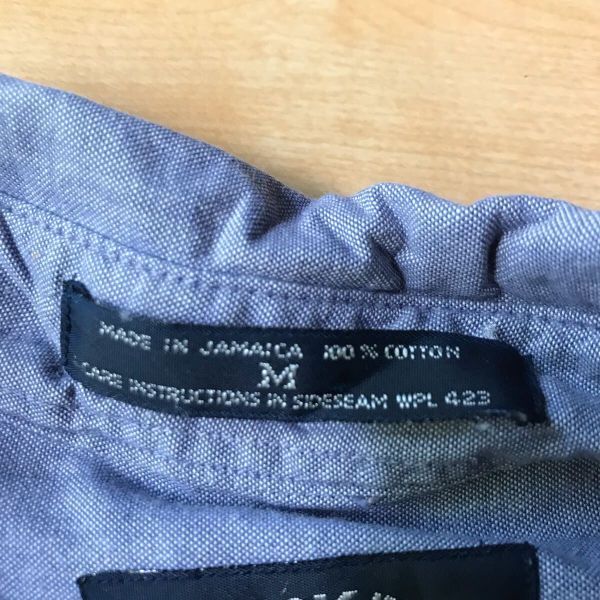 MADE IN JAMAICA 100 % COTTON
M
CARE INSTRUCTIONS IN SIDESEAM WPL 423